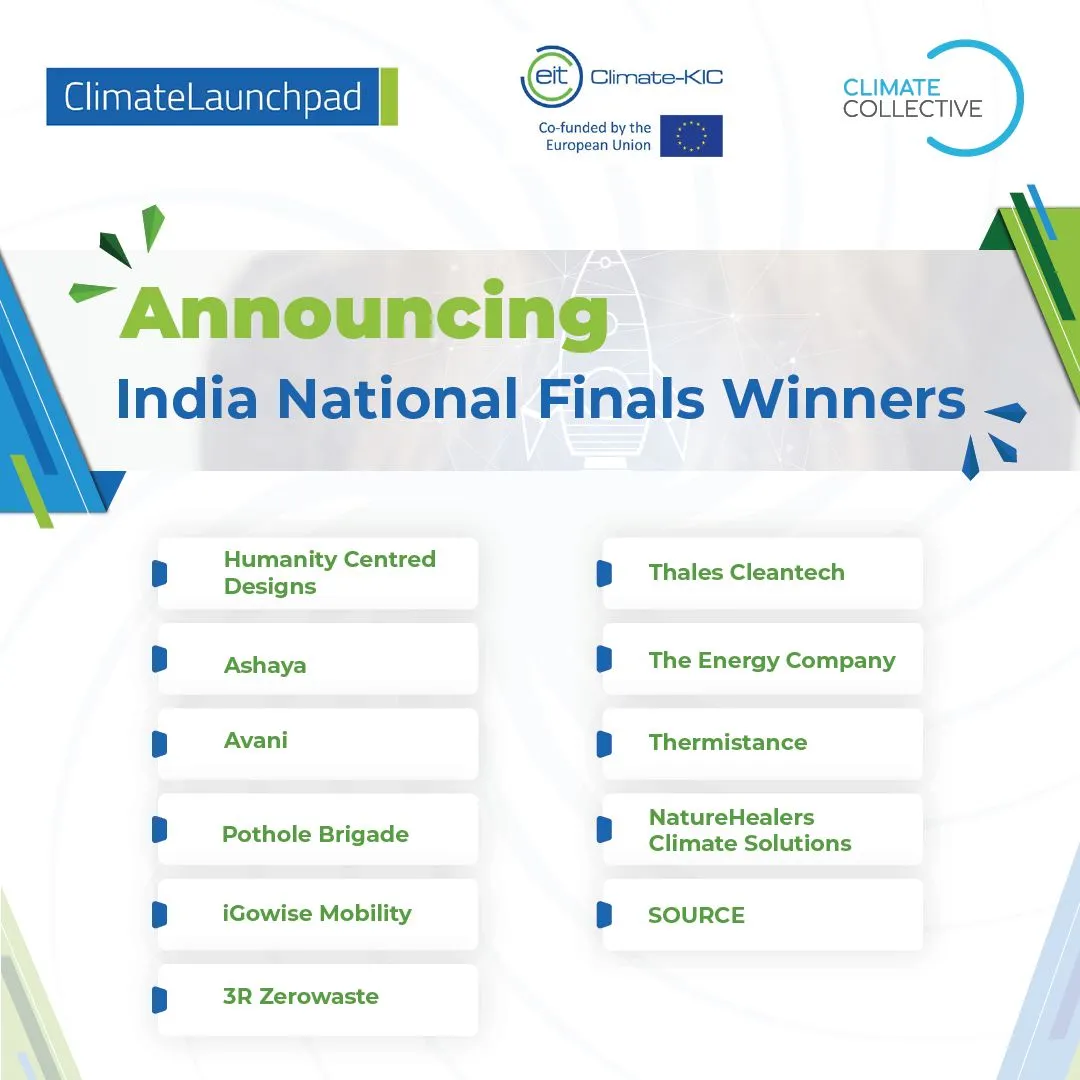 ClimateLaunchpad
eit Climate-KIC
Co-funded by the
European Union
CLIMATE
COLLECTIVE
Announcing
India National Finals Winners
Humanity Centred
Designs
Ashaya
Avani
Pothole Brigade
iGowise Mobility
3R Zerowaste
Thales Cleantech
The Energy Company
Thermistance
NatureHealers
Climate Solutions
SOURCE